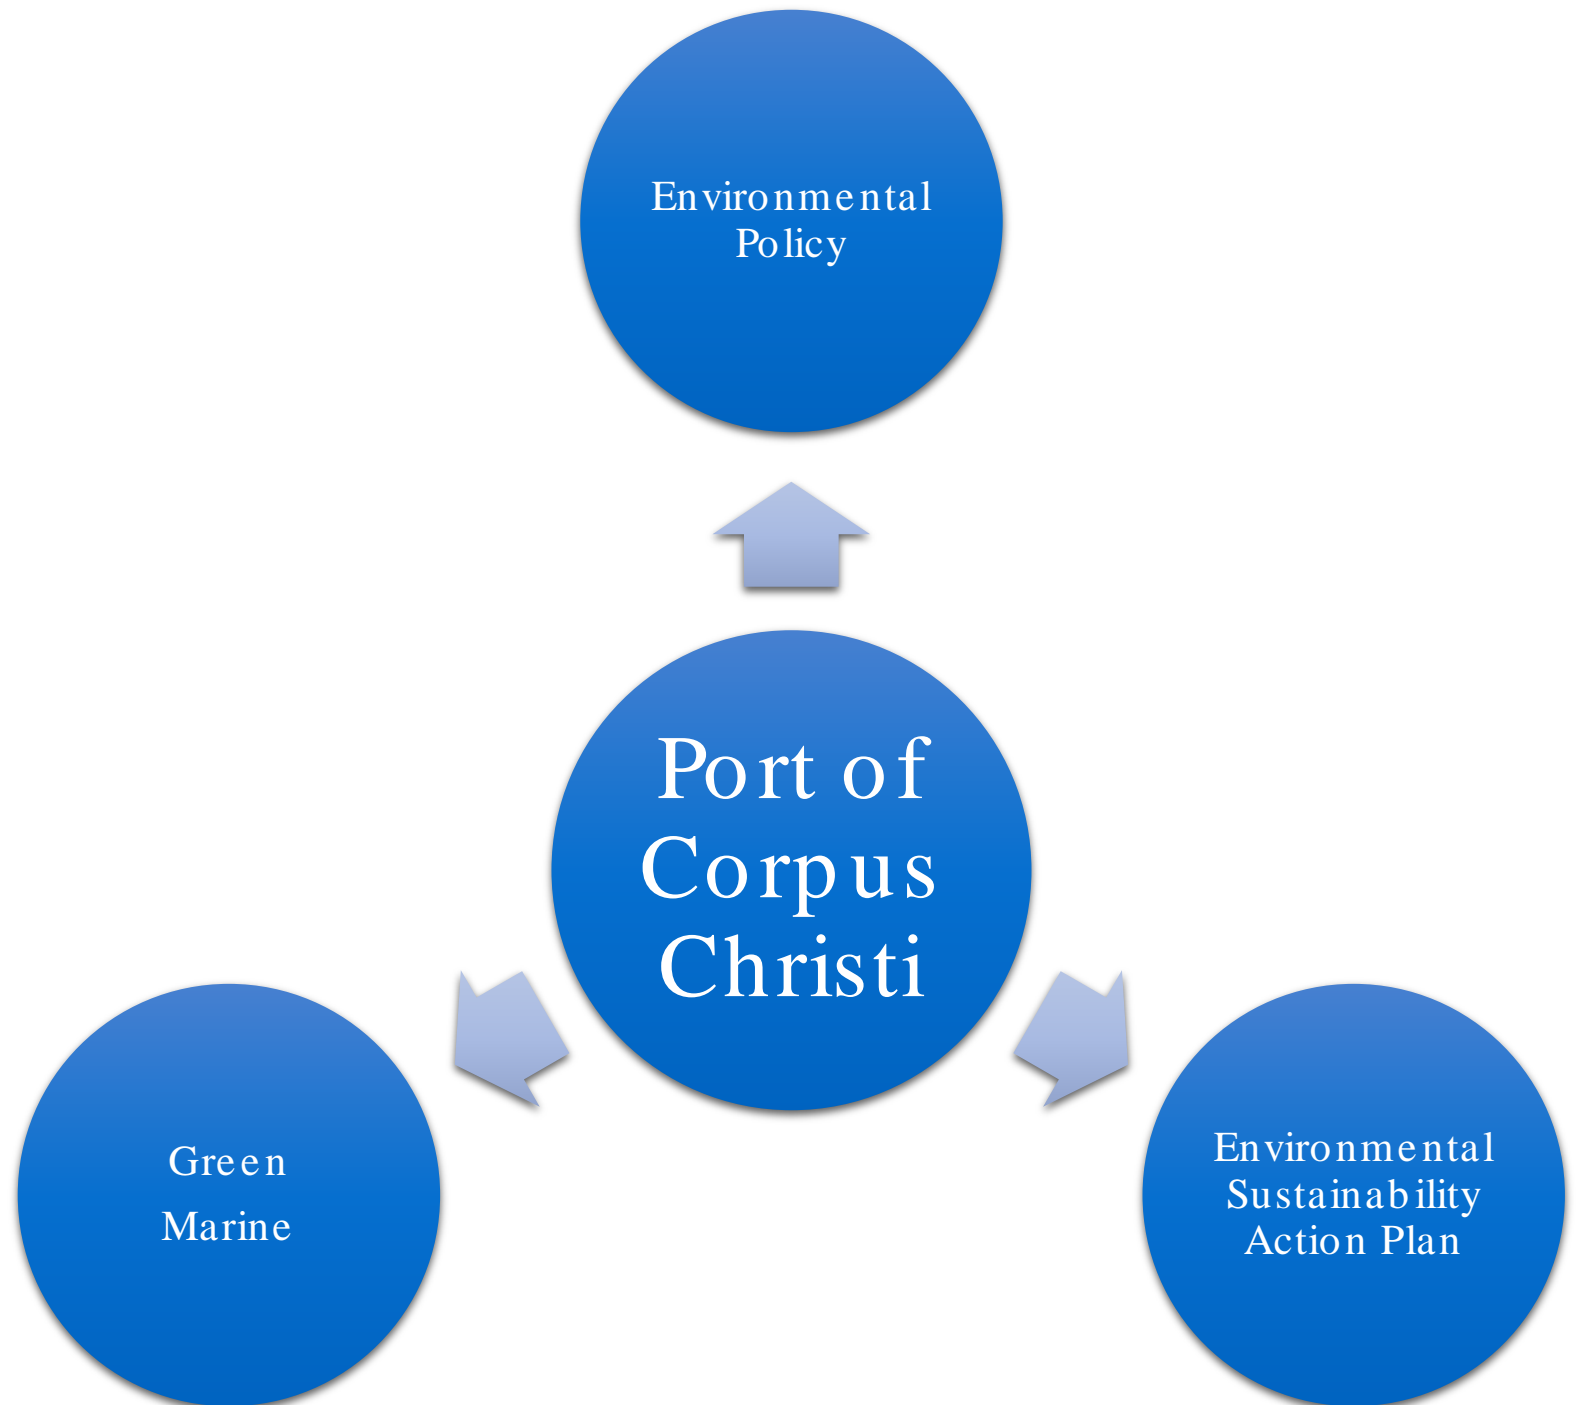 Environmental
Policy
Port of
Corpus
Christi
Green
Marine
Environmental
Sustainability
Action Plan